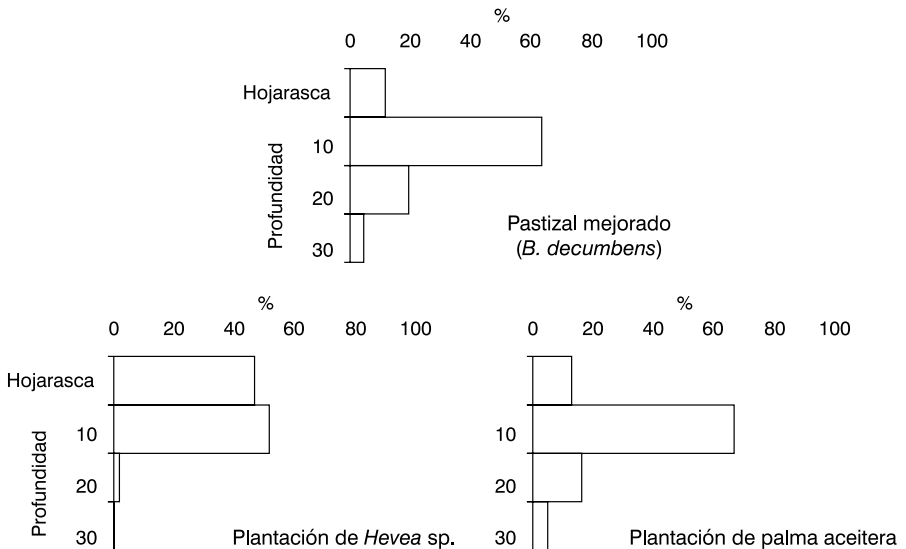 %
0 20 40 60 80 100
Hojarasca
Profundidad
10
20
30
Pastizal mejorado
(B. decumbens)
%
0 20 40 60 80 100
Hojarasca
Profundidad
10
20
30
Plantación de Hevea sp.
%
0 20 40 60 80 100
10
20
30
Plantación de palma aceitera